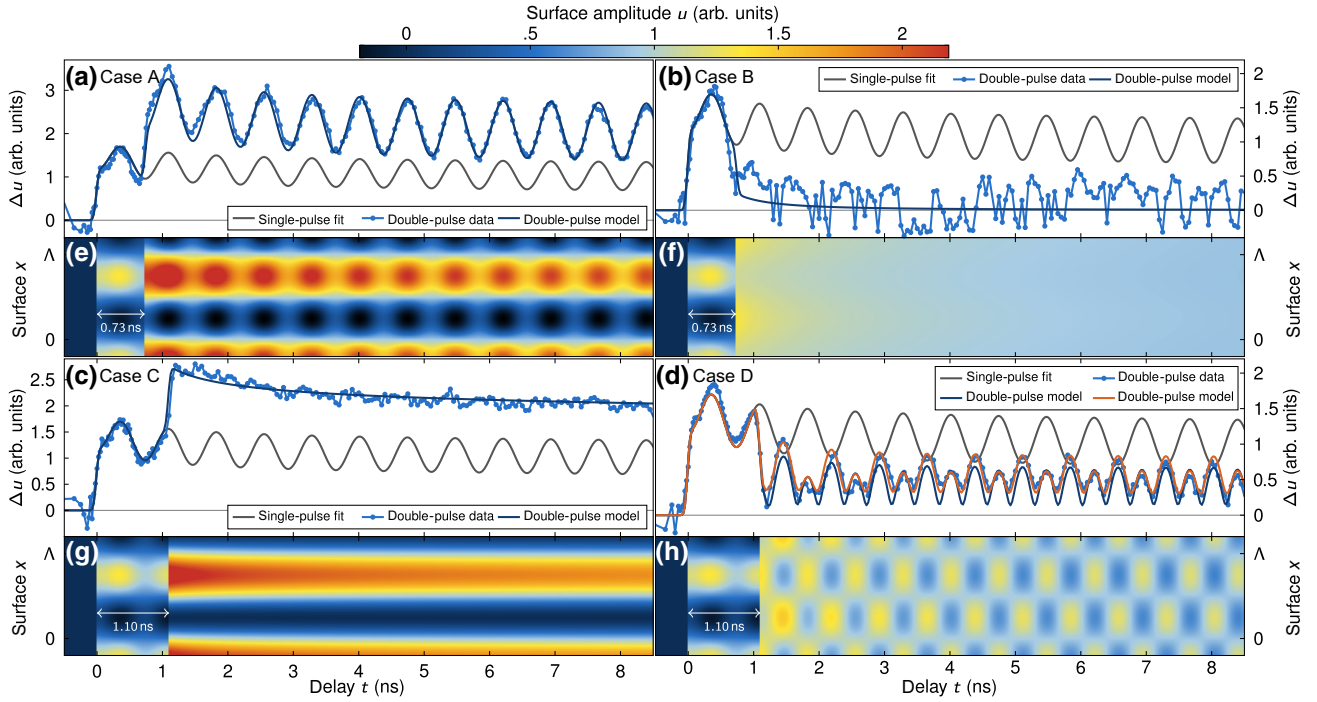 Surface amplitude u (arb. units)
0 .5 1 1.5 2
(a) Case A
Δu (arb. units)
3
2
1
0
Single-pulse fit Double-pulse data Double-pulse model
(b) Case B
Single-pulse fit Double-pulse data Double-pulse model
2
1.5
1
0.5
0
Δu (arb. units)
(e)
Surface x
Λ
0
0.73 ns
(f)
0.73 ns
Λ
0
Surface x
(c) Case C
Δu (arb. units)
2.5
2
1.5
1
0.5
0
Single-pulse fit Double-pulse data Double-pulse model
(d) Case D
Single-pulse fit Double-pulse data
Double-pulse model Double-pulse model
2
1.5
1
0.5
0
Δu (arb. units)
(g)
Surface x
Λ
0
1.10 ns
(h)
1.10 ns
Λ
0
Surface x
0 1 2 3 4 5 6 7 8
Delay t (ns)
0 1 2 3 4 5 6 7 8
Delay t (ns)